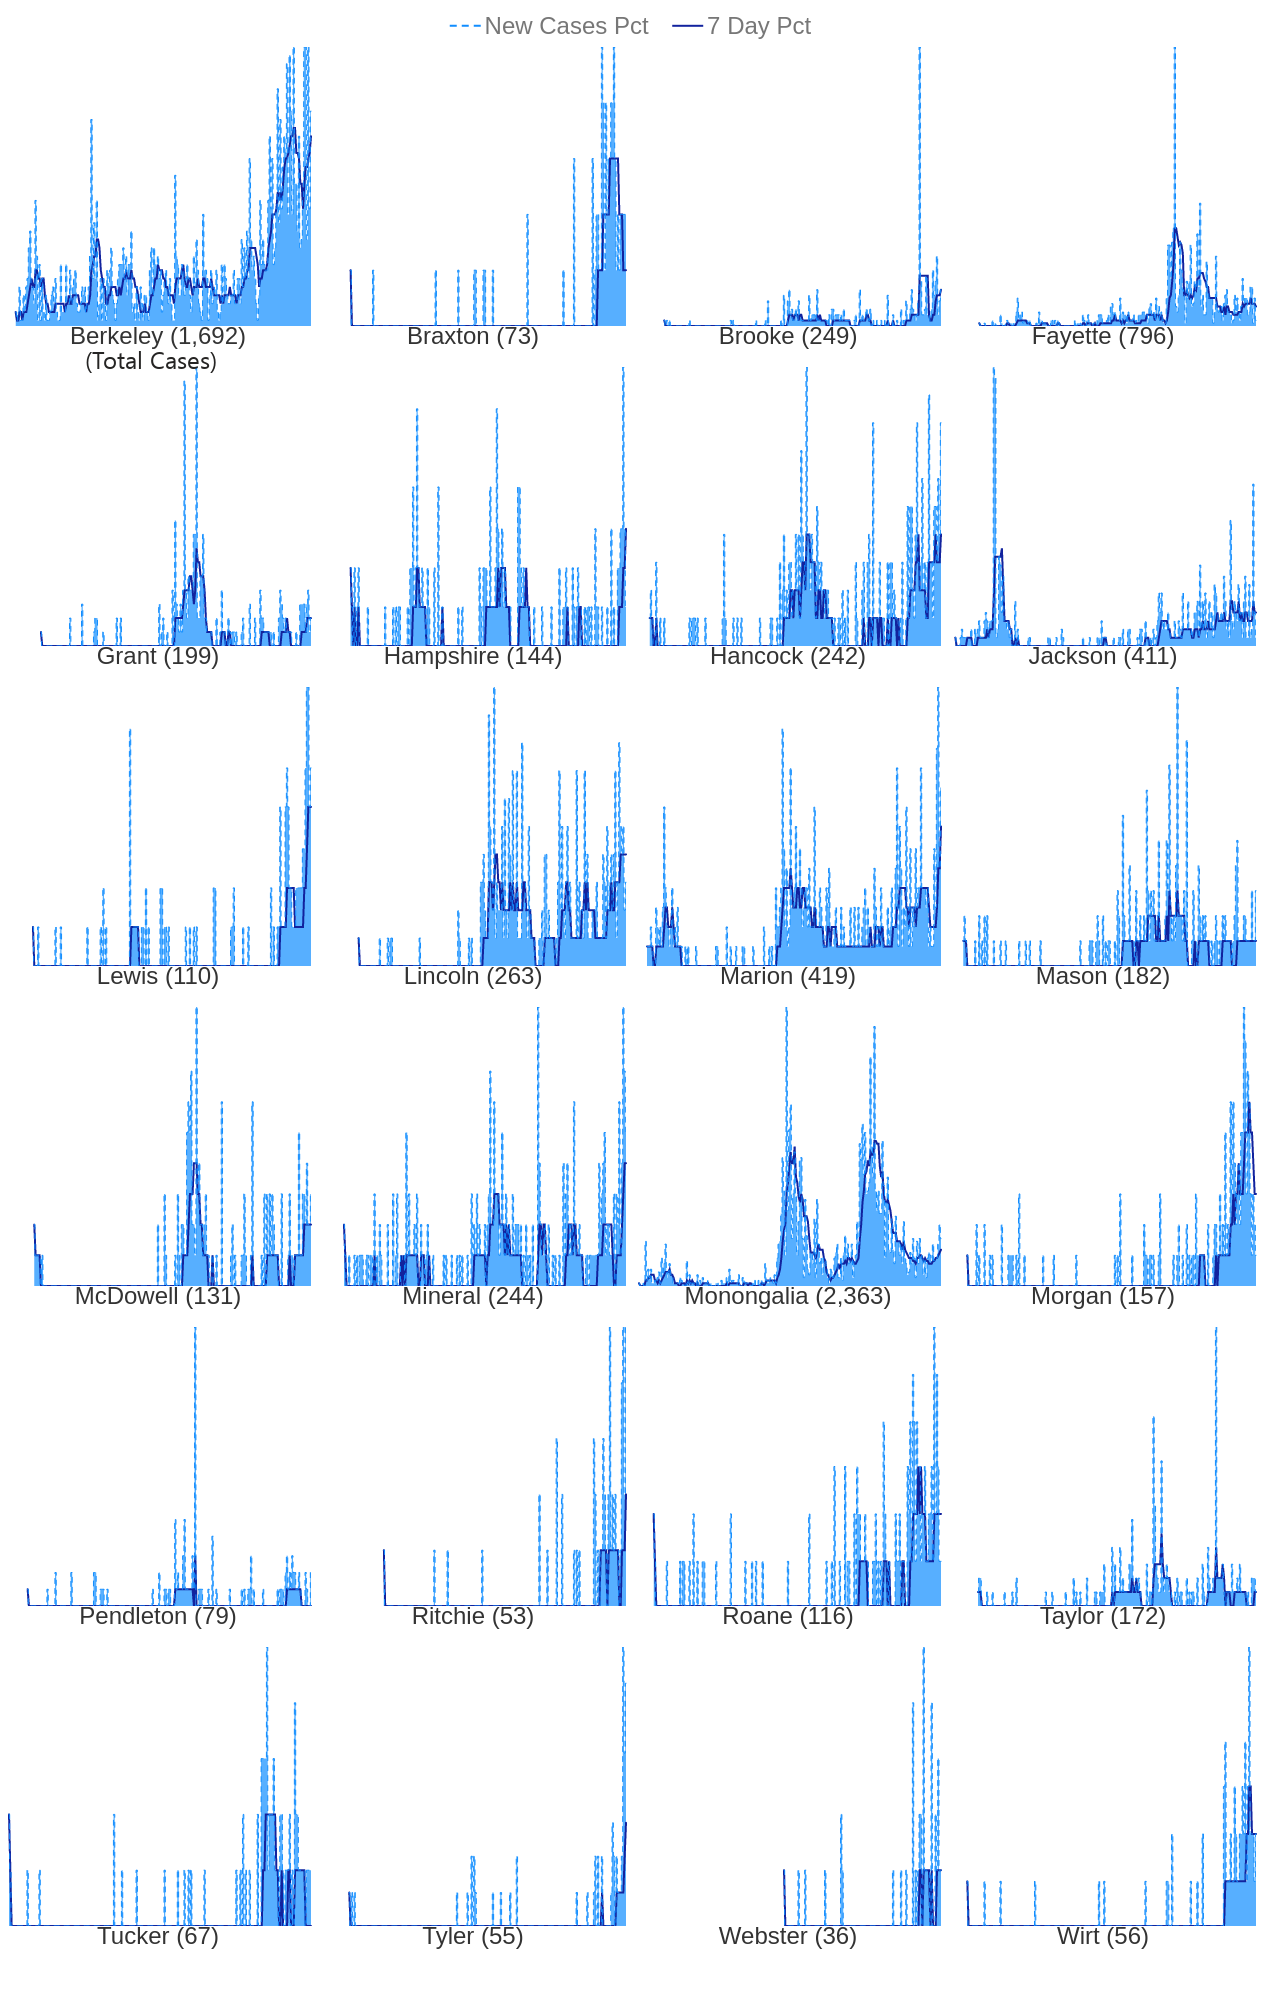 New Cases Pct 7 Day Pct
Berkeley (1,692) Braxton (73) Brooke (249) Fayette (796)
(Total Cases)
Grant (199) Hampshire (144) Hancock (242) Jackson (411)
Lewis (110) Lincoln (263) Marion (419) Mason (182)
McDowell (131) Mineral (244) Monongalia (2,363) Morgan (157)
Pendleton (79) Ritchie (53) Roane (116) Taylor (172)
Tucker (67) Tyler (55) Webster (36) Wirt (56)